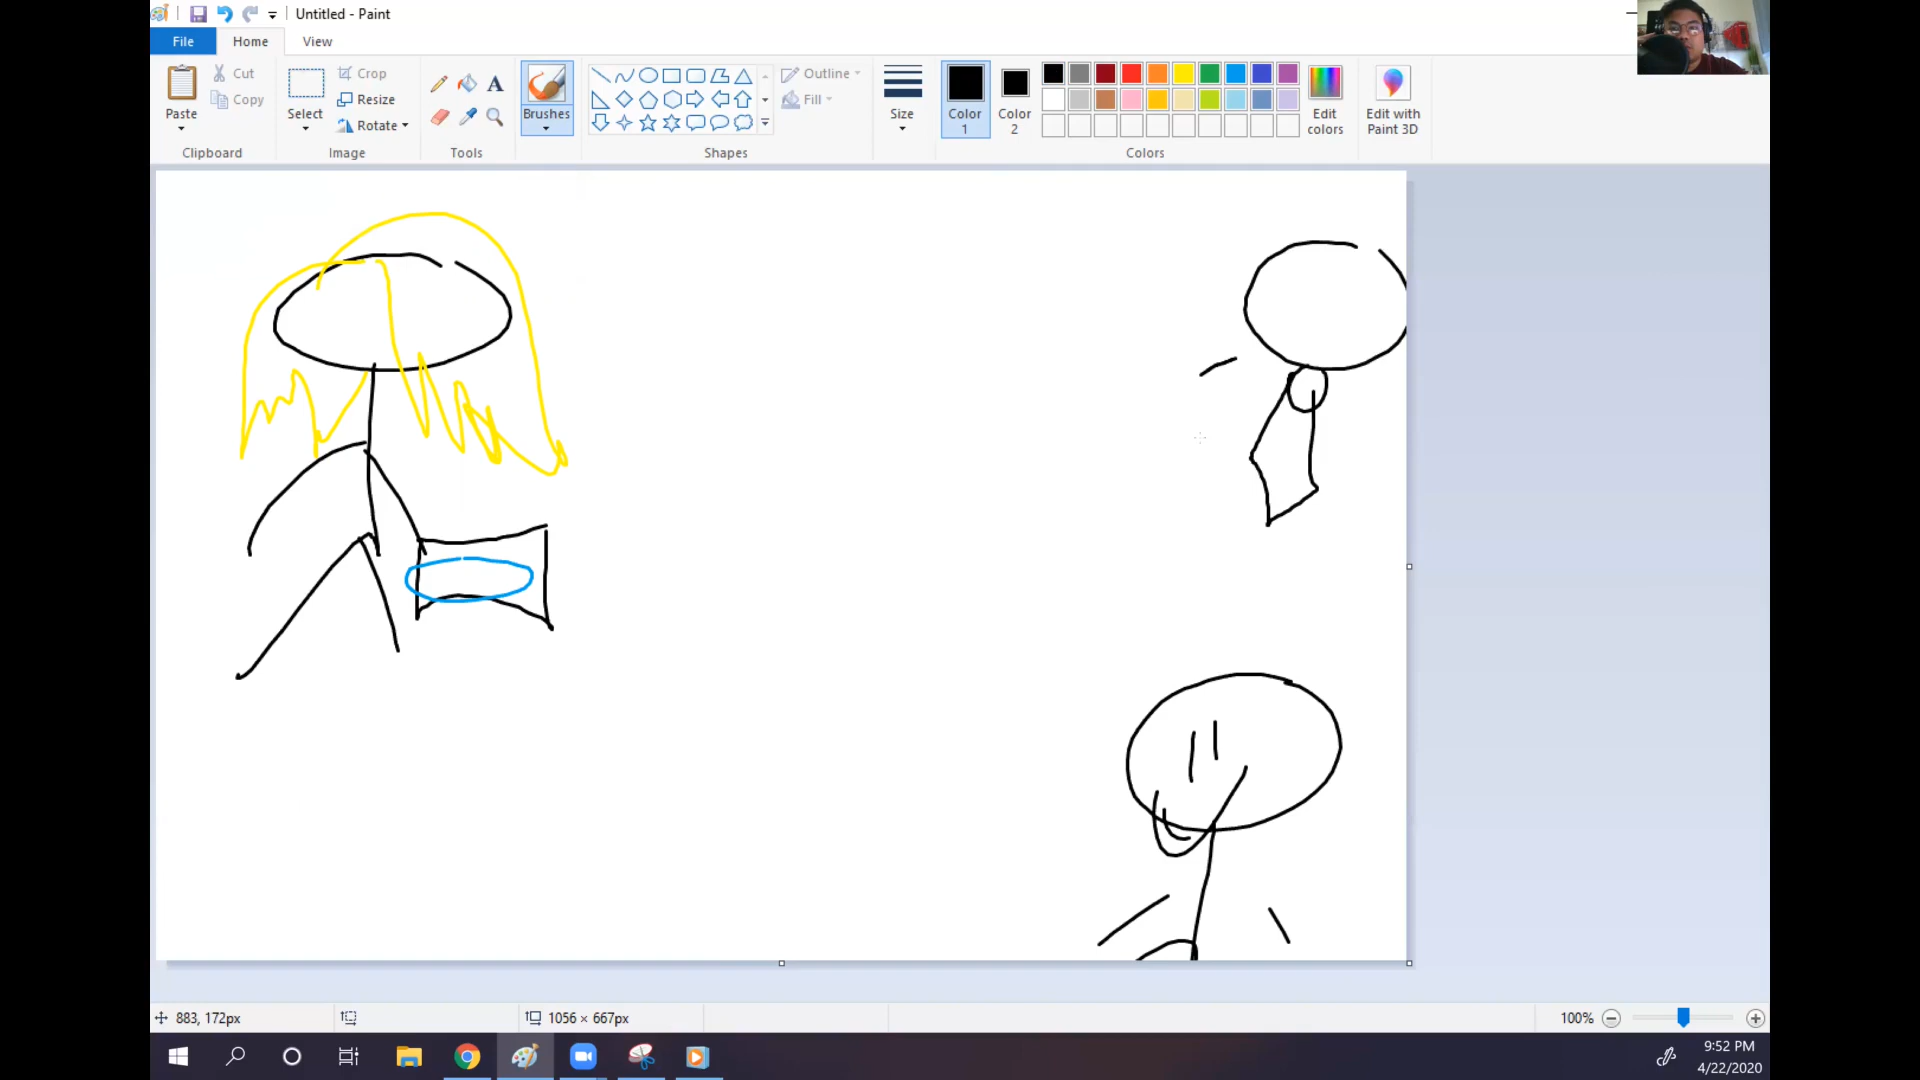 Untitled - Paint
File Home View
Paste
Cut
Copy
Clipboard
Select
Crop
Resize
Rotate
Image
A
Tools
Brushes
Outline
Fill
Shapes
Size
Color 1
Color 2
Edit colors
Edit with Paint 3D
Colors
883, 172px
1056 × 667px
100%
9:52 PM
4/22/2020